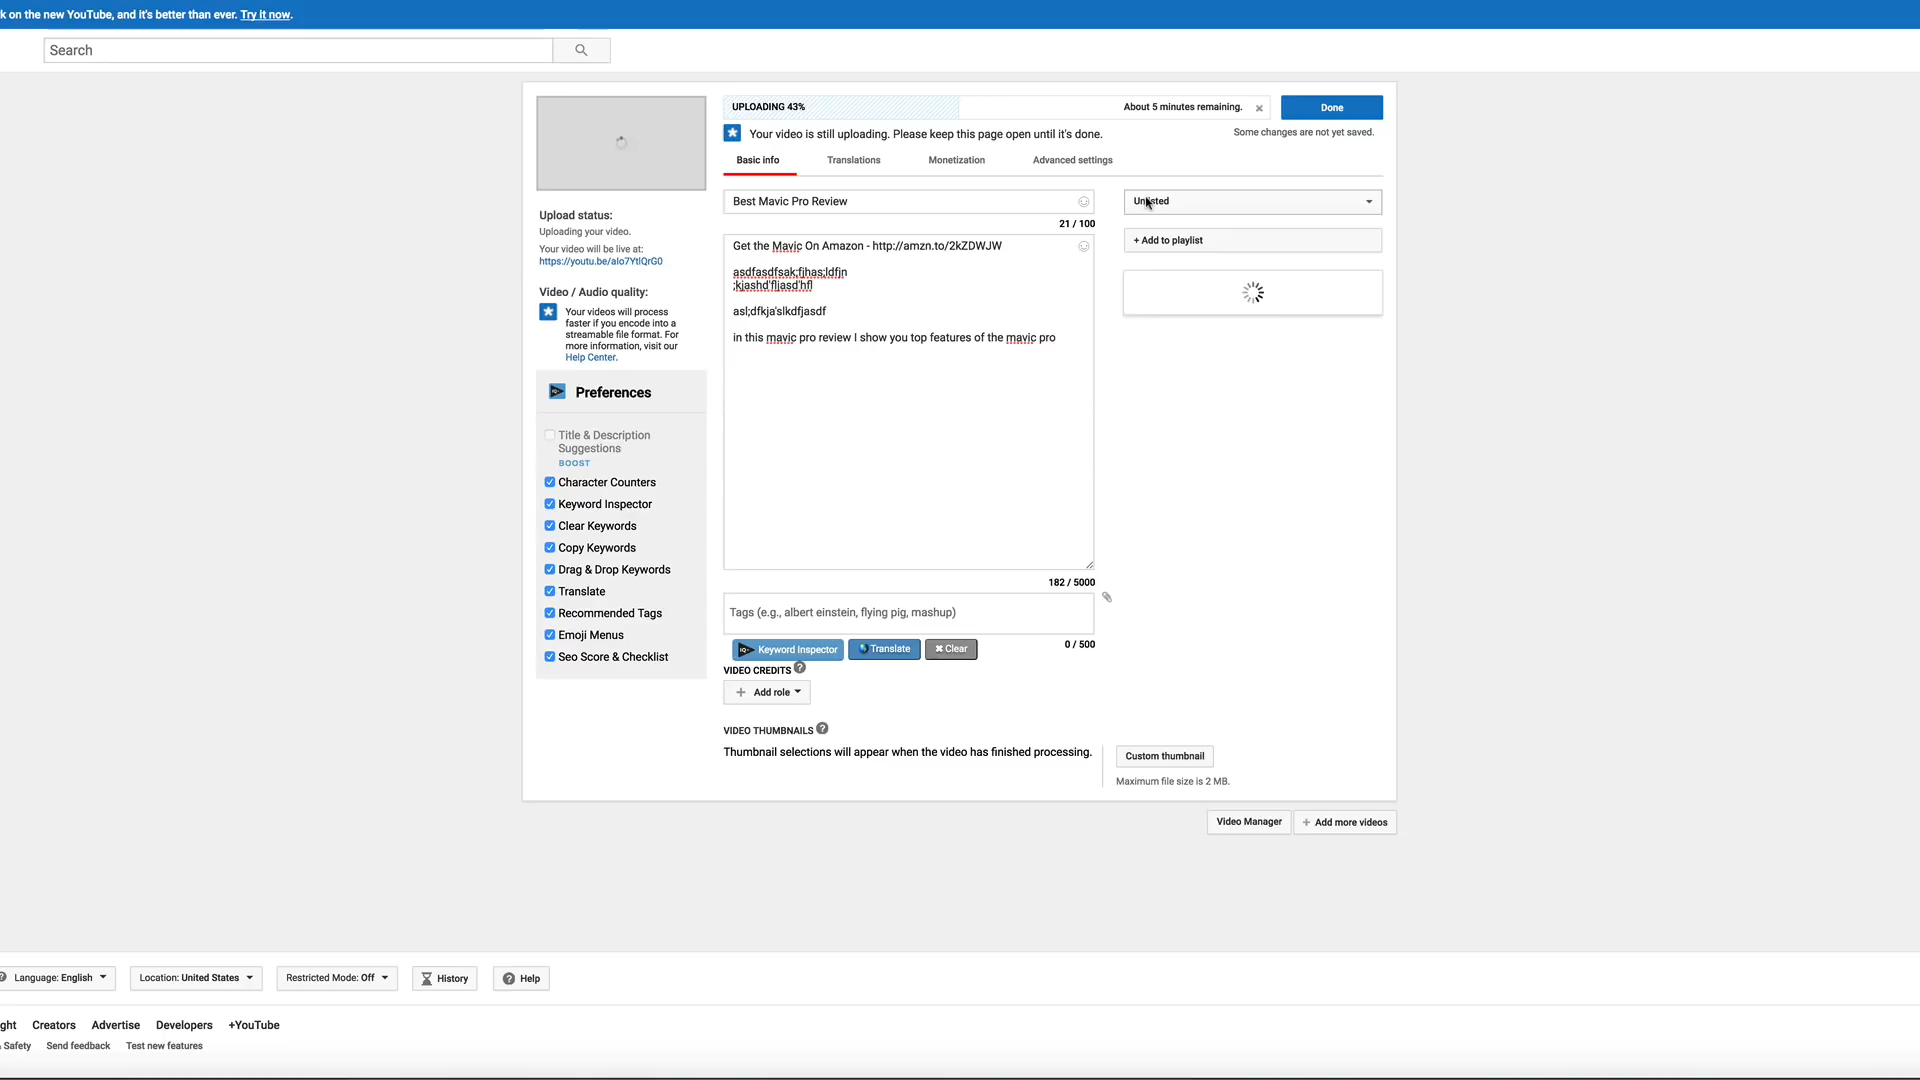 k on the new YouTube, and it's better than ever. Try it now.
Search
UPLOADING 43%
About 5 minutes remaining.
Done
Your video is still uploading. Please keep this page open until it's done.
Some changes are not yet saved.
Basic info
Translations
Monetization
Advanced settings
Upload status:
Uploading your video.
Your video will be live at:
https://youtu.be/alo7YtlQrG0
Video / Audio quality:
Your videos will process
faster if you encode into a
streamable file format. For
more information, visit our
Help Center.
Preferences
Title & Description
Suggestions
BOOST
Character Counters
Keyword Inspector
Clear Keywords
Copy Keywords
Drag & Drop Keywords
Translate
Recommended Tags
Emoji Menus
Seo Score & Checklist
Best Mavic Pro Review
21 / 100
Get the Mavic On Amazon - http://amzn.to/2kZDWJW
asdfasdfsak;fjhas;ldfjn
;kjashd'fljasd'hfl
asl;dfkja'slkdfjasdf
in this mavic pro review I show you top features of the mavic pro
182 / 5000
Tags (e.g., albert einstein, flying pig, mashup)
Keyword Inspector
Translate
Clear
0 / 500
VIDEO CREDITS
Add role
VIDEO THUMBNAILS
Thumbnail selections will appear when the video has finished processing.
Custom thumbnail
Maximum file size is 2 MB.
Unlisted
+ Add to playlist
Video Manager
+ Add more videos
Language: English
Location: United States
Restricted Mode: Off
History
Help
ght
Creators
Advertise
Developers
+YouTube
Safety
Send feedback
Test new features